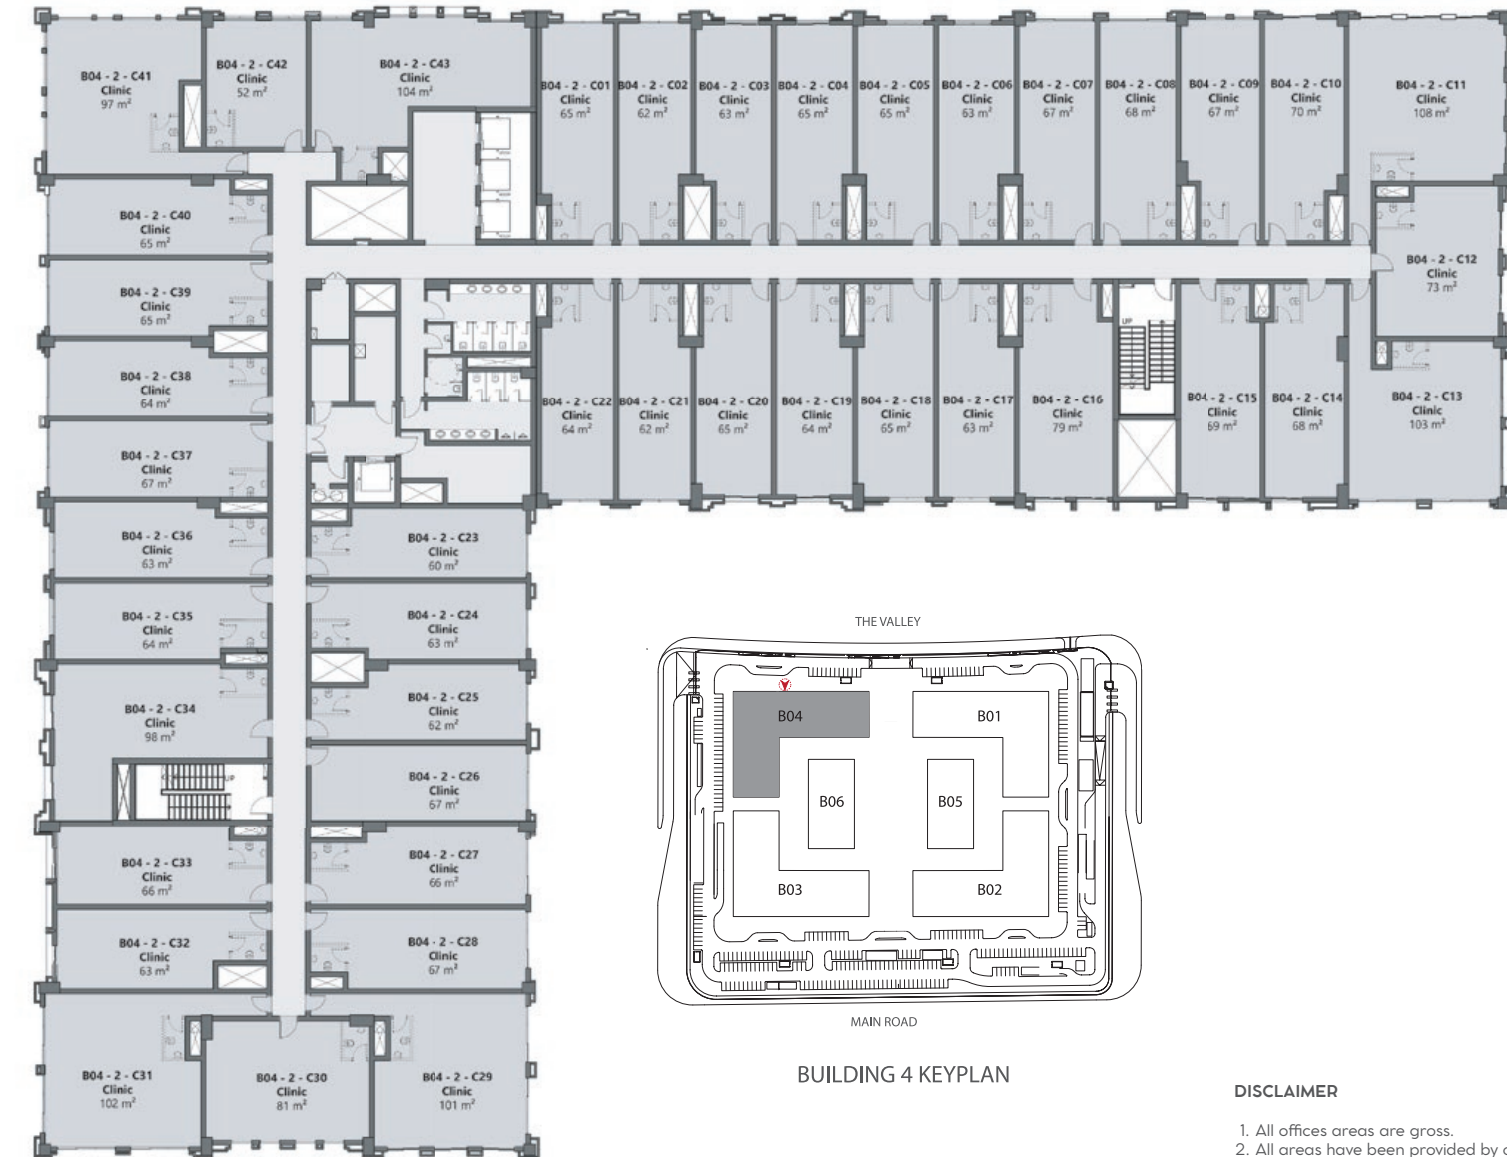 B04 - 2 - C41
Clinic
97 m²
B04 - 2 - C42
Clinic
52 m²
B04 - 2 - C43
Clinic
104 m²
B04 - 2 - C01
Clinic
65 m²
B04 - 2 - C02
Clinic
62 m²
B04 - 2 - C03
Clinic
63 m²
B04 - 2 - C04
Clinic
65 m²
B04 - 2 - C05
Clinic
65 m²
B04 - 2 - C06
Clinic
63 m²
B04 - 2 - C07
Clinic
67 m²
B04 - 2 - C08
Clinic
68 m²
B04 - 2 - C09
Clinic
67 m²
B04 - 2 - C10
Clinic
70 m²
B04 - 2 - C11
Clinic
108 m²
B04 - 2 - C40
Clinic
65 m²
B04 - 2 - C12
Clinic
73 m²
B04 - 2 - C39
Clinic
65 m²
B04 - 2 - C38
Clinic
64 m²
B04 - 2 - C37
Clinic
67 m²
UP
B04 - 2 - C22
Clinic
64 m²
B04 - 2 - C21
Clinic
62 m²
B04 - 2 - C20
Clinic
65 m²
B04 - 2 - C19
Clinic
64 m²
B04 - 2 - C18
Clinic
65 m²
B04 - 2 - C17
Clinic
63 m²
B04 - 2 - C16
Clinic
79 m²
B04 - 2 - C15
Clinic
69 m²
B04 - 2 - C14
Clinic
68 m²
B04 - 2 - C13
Clinic
103 m²
B04 - 2 - C36
Clinic
63 m²
B04 - 2 - C23
Clinic
60 m²
B04 - 2 - C35
Clinic
64 m²
B04 - 2 - C24
Clinic
63 m²
B04 - 2 - C34
Clinic
98 m²
B04 - 2 - C25
Clinic
62 m²
UP
B04 - 2 - C26
Clinic
67 m²
B04 - 2 - C33
Clinic
66 m²
B04 - 2 - C27
Clinic
66 m²
B04 - 2 - C32
Clinic
63 m²
B04 - 2 - C28
Clinic
67 m²
B04 - 2 - C31
Clinic
102 m²
B04 - 2 - C30
Clinic
81 m²
B04 - 2 - C29
Clinic
101 m²
THE VALLEY
B04
B01
B06
B05
B03
B02
MAIN ROAD
BUILDING 4 KEYPLAN
DISCLAIMER
1. All offices areas are gross.
2. All areas have been provided by